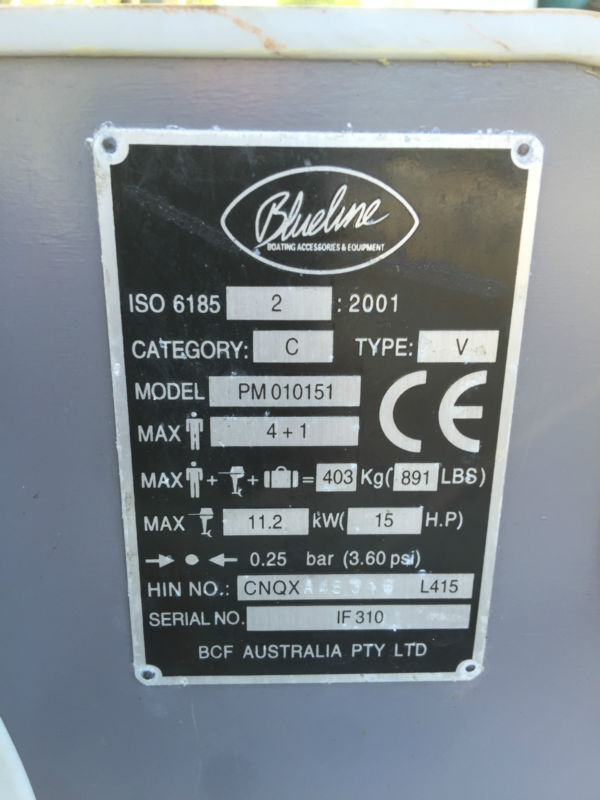 Blueline
BOATING ACCESSORIES & EQUIPMENT
ISO 6185 2 : 2001
CATEGORY: C TYPE: V
MODEL PM 010151
CE
MAX 4 + 1
MAX + + = 403 Kg( 891 LBS)
MAX 11.2 kW( 15 H.P)
0.25 bar (3.60 psi)
HIN NO.: CNQX L415
SERIAL NO. IF 310
BCF AUSTRALIA PTY LTD